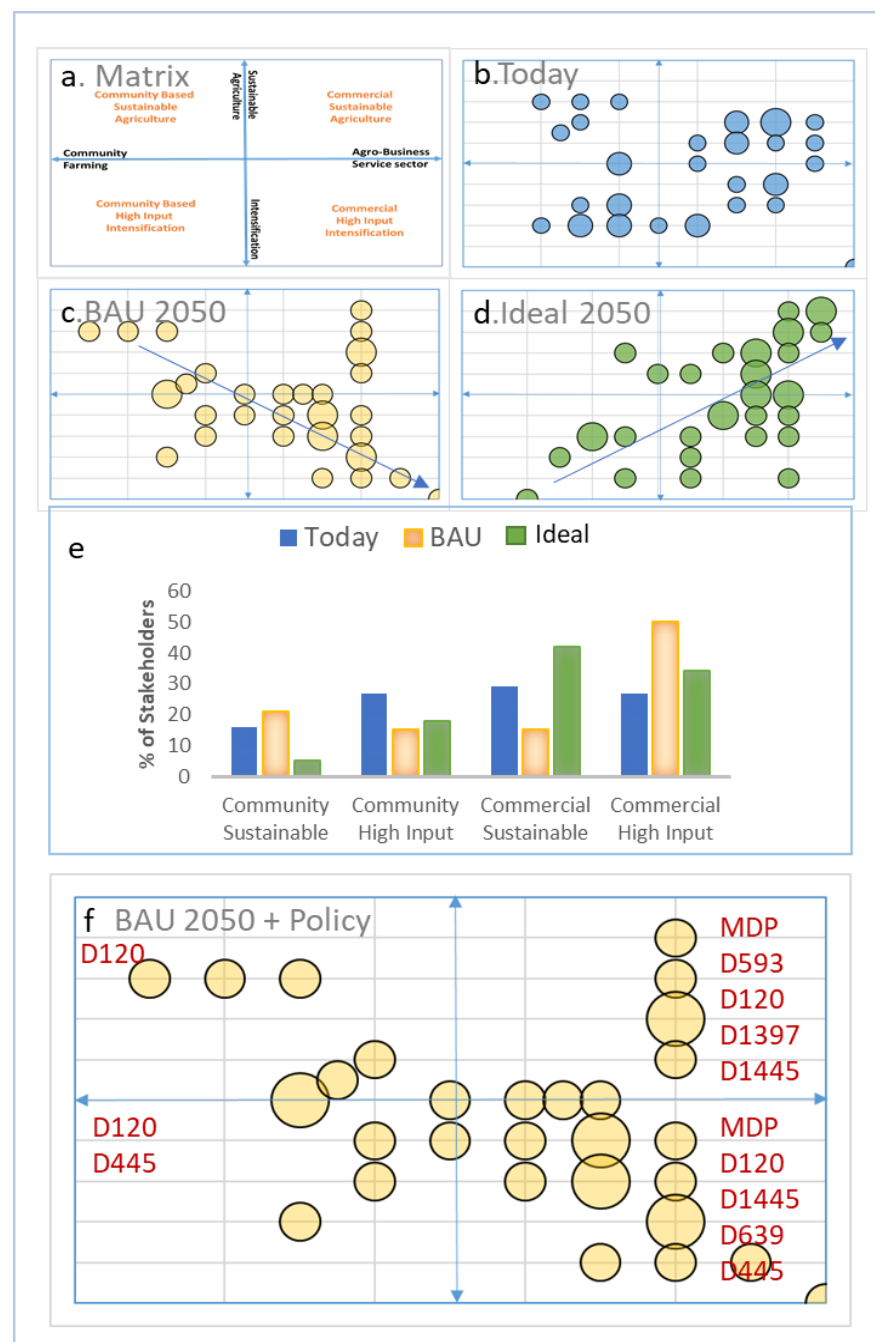 a. Matrix
Community Based
Sustainable
Agriculture
Sustainable
Agriculture
Commercial
Sustainable
Agriculture
Community
Farming
Agro-Business
Service sector
Community Based
High Input
Intensification
Intensification
Commercial
High Input
Intensification
b.Today
c.BAU 2050
d.Ideal 2050
e
Today BAU Ideal
% of Stakeholders
60
50
40
30
20
10
0
Community Community Commercial Commercial
Sustainable High Input Sustainable High Input
f BAU 2050 + Policy
D120
MDP
D593
D120
D1397
D1445
D120
D445
MDP
D120
D1445
D639
D445